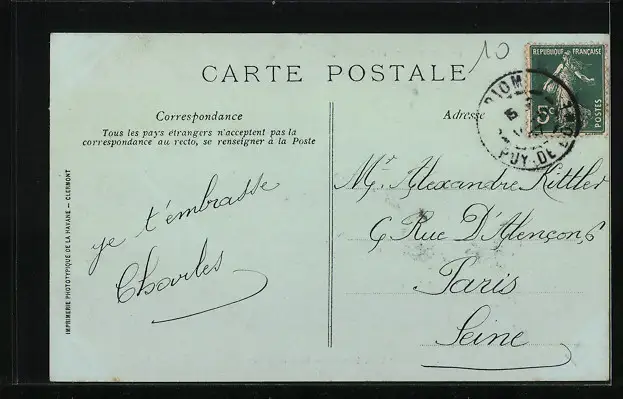 10
CARTE POSTALE
RÉPUBLIQUE FRANÇAISE
5c
POSTES
RIOM
PUY-DE-DOME
Correspondance
Tous les pays étrangers n'acceptent pas la
correspondance au recto, se renseigner à la Poste
Adresse
je t'embrasse
Charles
Mr. Alexandre Kittler
6 Rue D'Alençon, 6
Paris
Seine
IMPRIMERIE PHOTOTYPIQUE DE LA HAVANE — CLERMONT